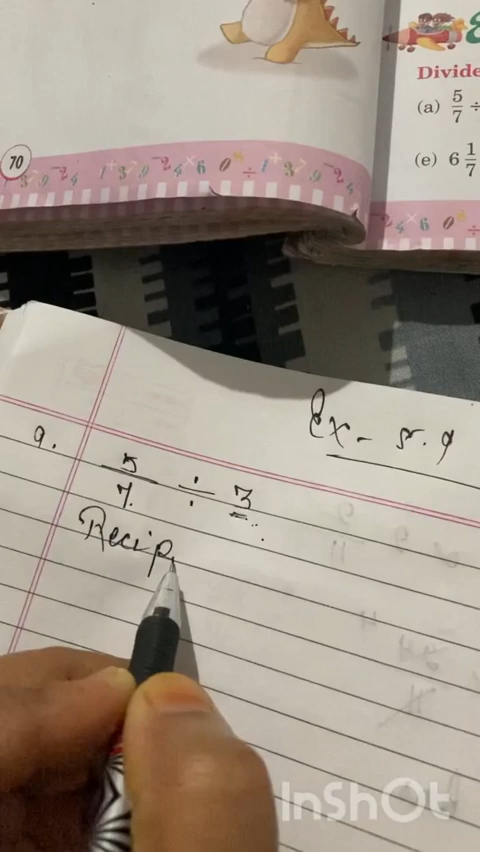 70
Divide
(a) 5/7 ÷
(e) 6 1/7
Ex - 5.9
a. 5/7 ÷ 3
Recip
InShOt